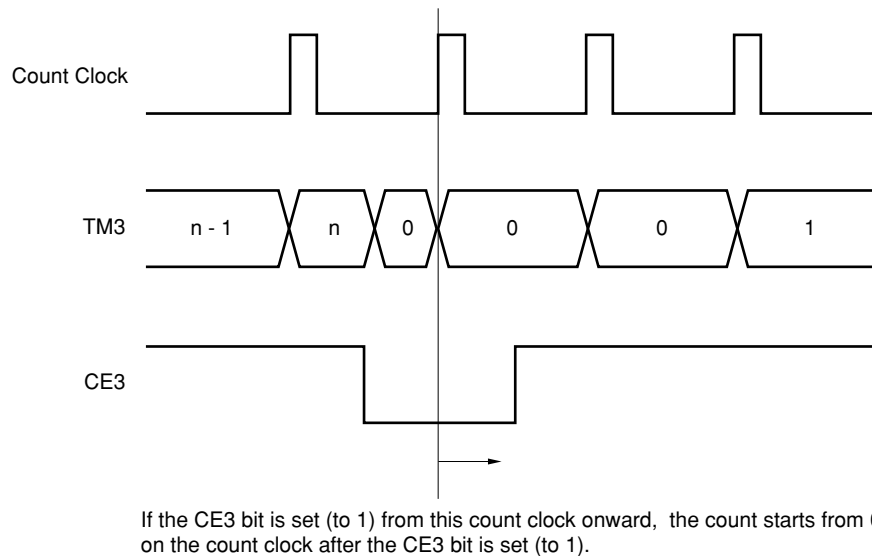 Count Clock
TM3
n - 1
n
0
0
0
1
CE3
If the CE3 bit is set (to 1) from this count clock onward, the count starts from
on the count clock after the CE3 bit is set (to 1).